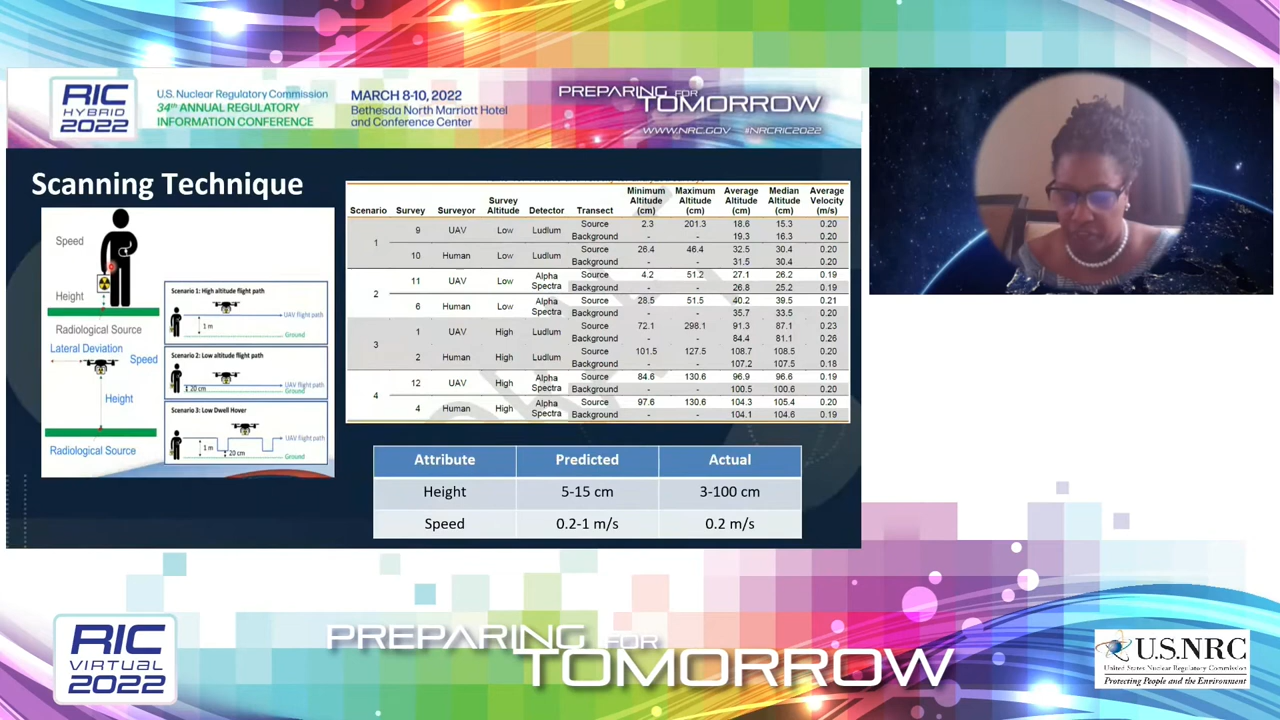 RIC
HYBRID
2022
U.S. Nuclear Regulatory Commission
34th ANNUAL REGULATORY
INFORMATION CONFERENCE
MARCH 8-10, 2022
Bethesda North Marriott Hotel
and Conference Center
PREPARING FOR
TOMORROW
WWW.NRC.GOV #NRCRIC2022
Scanning Technique
Speed
Height
Radiological Source
Lateral Deviation
Speed
Height
Radiological Source
Scenario 1: High altitude flight path
UAV flight path
1 m
Ground
Scenario 2: Low altitude flight path
UAV flight path
20 cm
Ground
Scenario 3: Low Dwell Hover
UAV flight path
1 m
20 cm
Ground
Scenario Survey Surveyor Survey Altitude Detector Transect Minimum Altitude (cm) Maximum Altitude (cm) Average Altitude (cm) Median Altitude (cm) Average Velocity (m/s)
1 9 UAV Low Ludlum Source 2.3 201.3 18.6 15.3 0.20
Background - - 19.3 16.3 0.20
10 Human Low Ludlum Source 26.4 46.4 32.5 30.4 0.20
Background - - 31.5 30.4 0.20
2 11 UAV Low Alpha Spectra Source 4.2 51.2 27.1 26.2 0.19
Background - - 26.8 25.2 0.19
6 Human Low Alpha Spectra Source 28.5 51.5 40.2 39.5 0.21
Background - - 35.7 33.5 0.20
3 1 UAV High Ludlum Source 72.1 298.1 91.3 87.1 0.23
Background - - 84.4 81.1 0.26
2 Human High Ludlum Source 101.5 127.5 108.7 108.5 0.20
Background - - 107.2 107.5 0.18
4 12 UAV High Alpha Spectra Source 84.6 130.6 96.9 96.6 0.19
Background - - 100.5 100.6 0.20
4 Human High Alpha Spectra Source 97.6 130.6 104.3 105.4 0.20
Background - - 104.1 104.6 0.19
Attribute Predicted Actual
Height 5-15 cm 3-100 cm
Speed 0.2-1 m/s 0.2 m/s
RIC
VIRTUAL
2022
PREPARING FOR
TOMORROW
U.S.NRC
United States Nuclear Regulatory Commission
Protecting People and the Environment